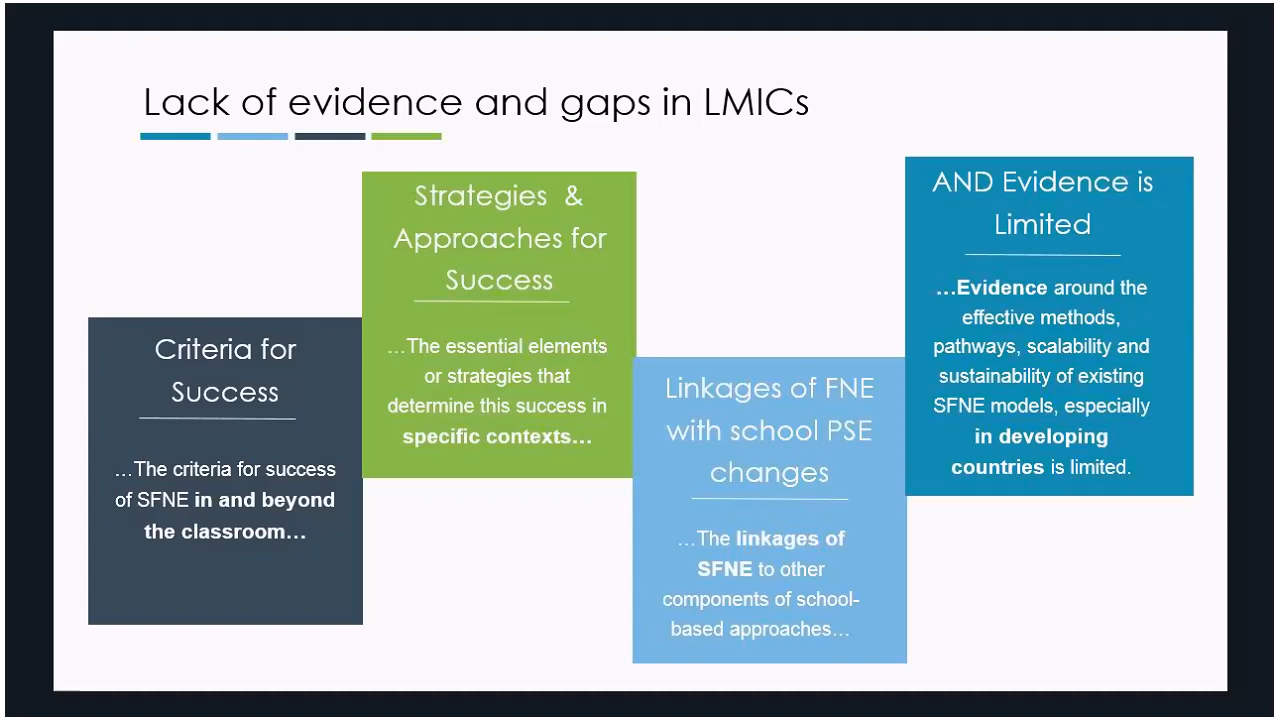 Lack of evidence and gaps in LMICs
Criteria for
Success
…The criteria for success
of SFNE in and beyond
the classroom…
Strategies & 
Approaches for
Success
…The essential elements
or strategies that
determine this success in
specific contexts…
Linkages of FNE
with school PSE
changes
…The linkages of
SFNE to other
components of school-
based approaches…
AND Evidence is
Limited
…Evidence around the
effective methods,
pathways, scalability and
sustainability of existing
SFNE models, especially
in developing
countries is limited.